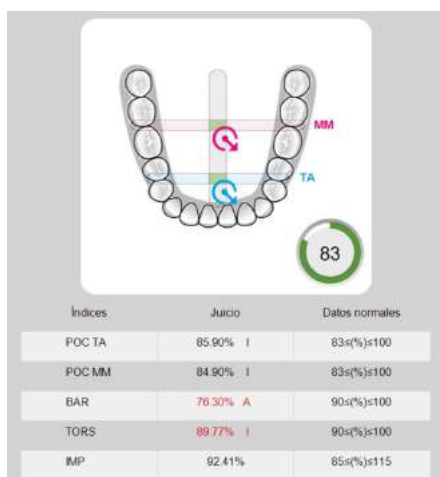 MM
TA
83
Índices Juicio Datos normales
POC TA 85.90% I 83≤(%)≤100
POC MM 84.90% I 83≤(%)≤100
BAR 76.30% A 90≤(%)≤100
TORS 89.77% I 90≤(%)≤100
IMP 92.41% 85≤(%)≤115